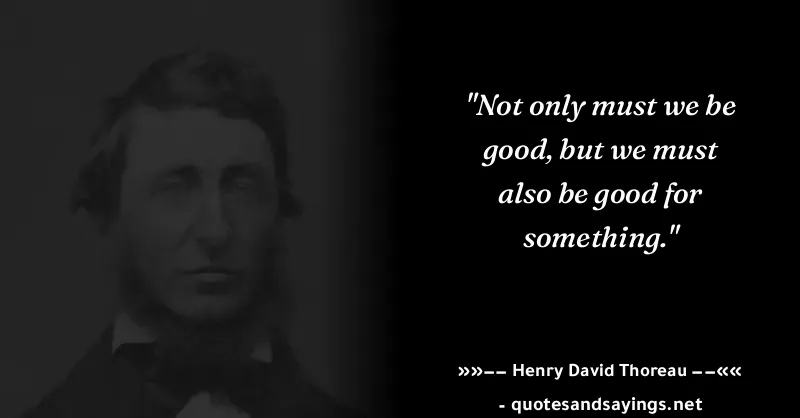 "Not only must we be
good, but we must
also be good for
something."
»»−− Henry David Thoreau −−««
- quotesandsayings.net